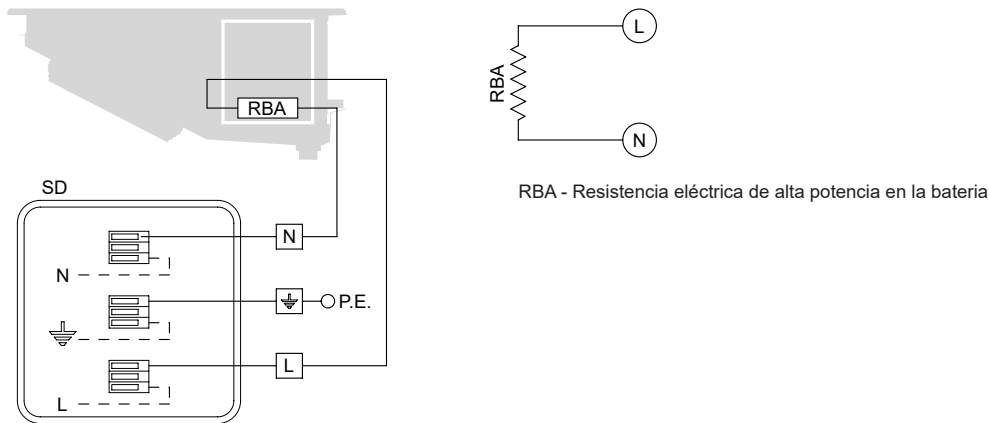 RBA
SD
N
N
P.E.
L
L
RBA
L
N
RBA - Resistencia eléctrica de alta potencia en la bateria